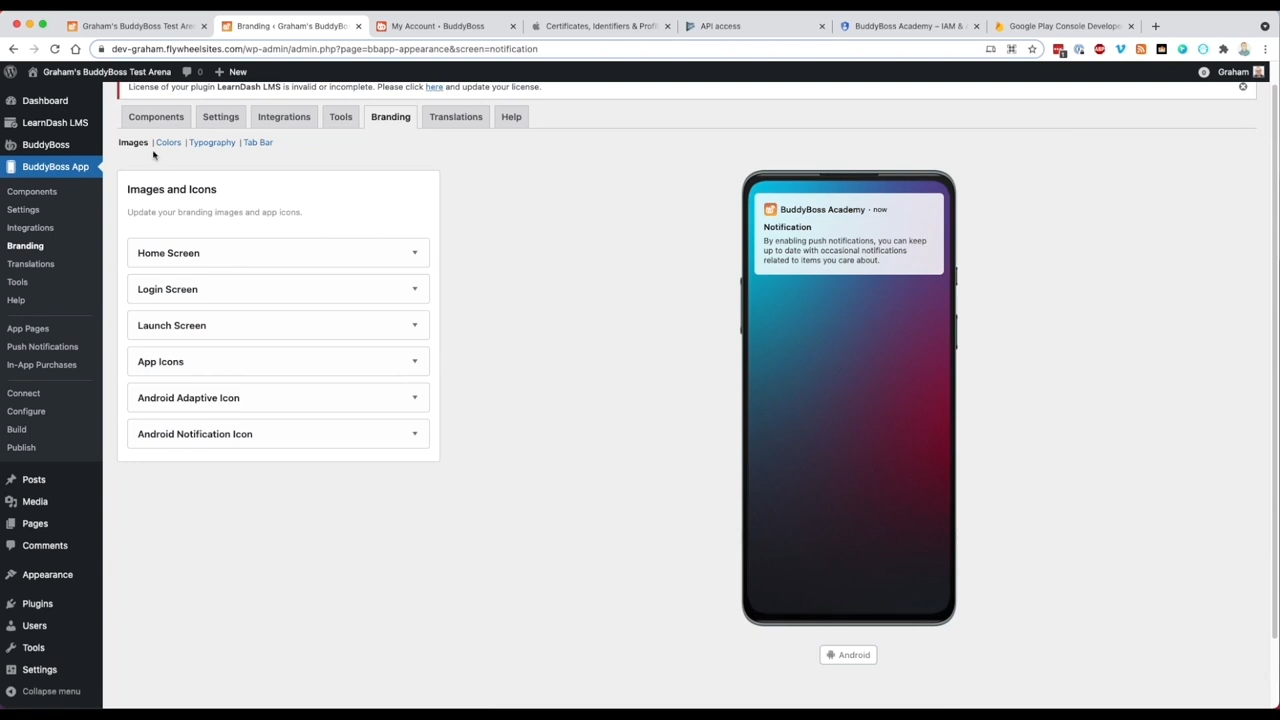 Graham's BuddyBoss Test Aren
Branding ‹ Graham's BuddyBo
My Account - BuddyBoss
Certificates, Identifiers & Profi
API access
BuddyBoss Academy – IAM & A
Google Play Console Develope
dev-graham.flywheelsites.com/wp-admin/admin.php?page=bbapp-appearance&screen=notification
Graham's BuddyBoss Test Arena
0
New
0
Graham
License of your plugin LearnDash LMS is invalid or incomplete. Please click here and update your license.
Dashboard
LearnDash LMS
BuddyBoss
BuddyBoss App
Components
Settings
Integrations
Branding
Translations
Tools
Help
App Pages
Push Notifications
In-App Purchases
Connect
Configure
Build
Publish
Posts
Media
Pages
Comments
Appearance
Plugins
Users
Tools
Settings
Collapse menu
Components
Settings
Integrations
Tools
Branding
Translations
Help
Images | Colors | Typography | Tab Bar
Images and Icons
Update your branding images and app icons.
Home Screen
Login Screen
Launch Screen
App Icons
Android Adaptive Icon
Android Notification Icon
BuddyBoss Academy - now
Notification
By enabling push notifications, you can keep
up to date with occasional notifications
related to items you care about.
Android